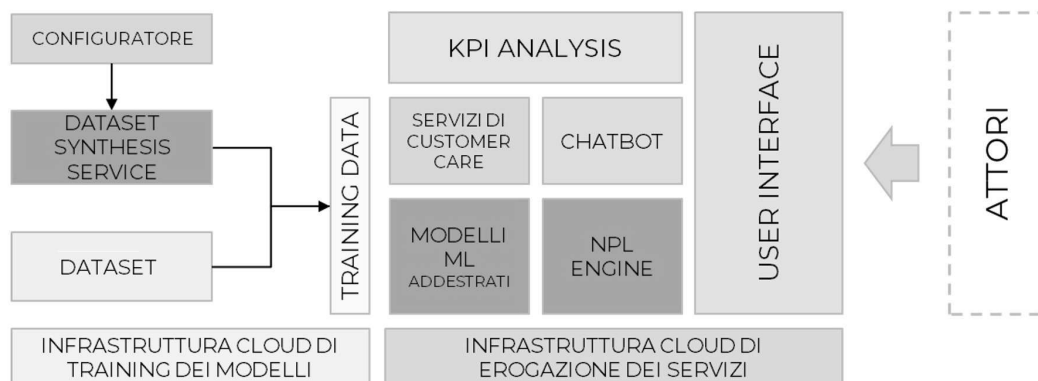 CONFIGURATORE
DATASET
SYNTHESIS
SERVICE
DATASET
TRAINING DATA
KPI ANALYSIS
SERVIZI DI
CUSTOMER
CARE
CHATBOT
MODELLI
ML
ADDESTRATI
NPL
ENGINE
USER INTERFACE
ATTORI
INFRASTRUTTURA CLOUD DI
TRAINING DEI MODELLI
INFRASTRUTTURA CLOUD DI
EROGAZIONE DEI SERVIZI